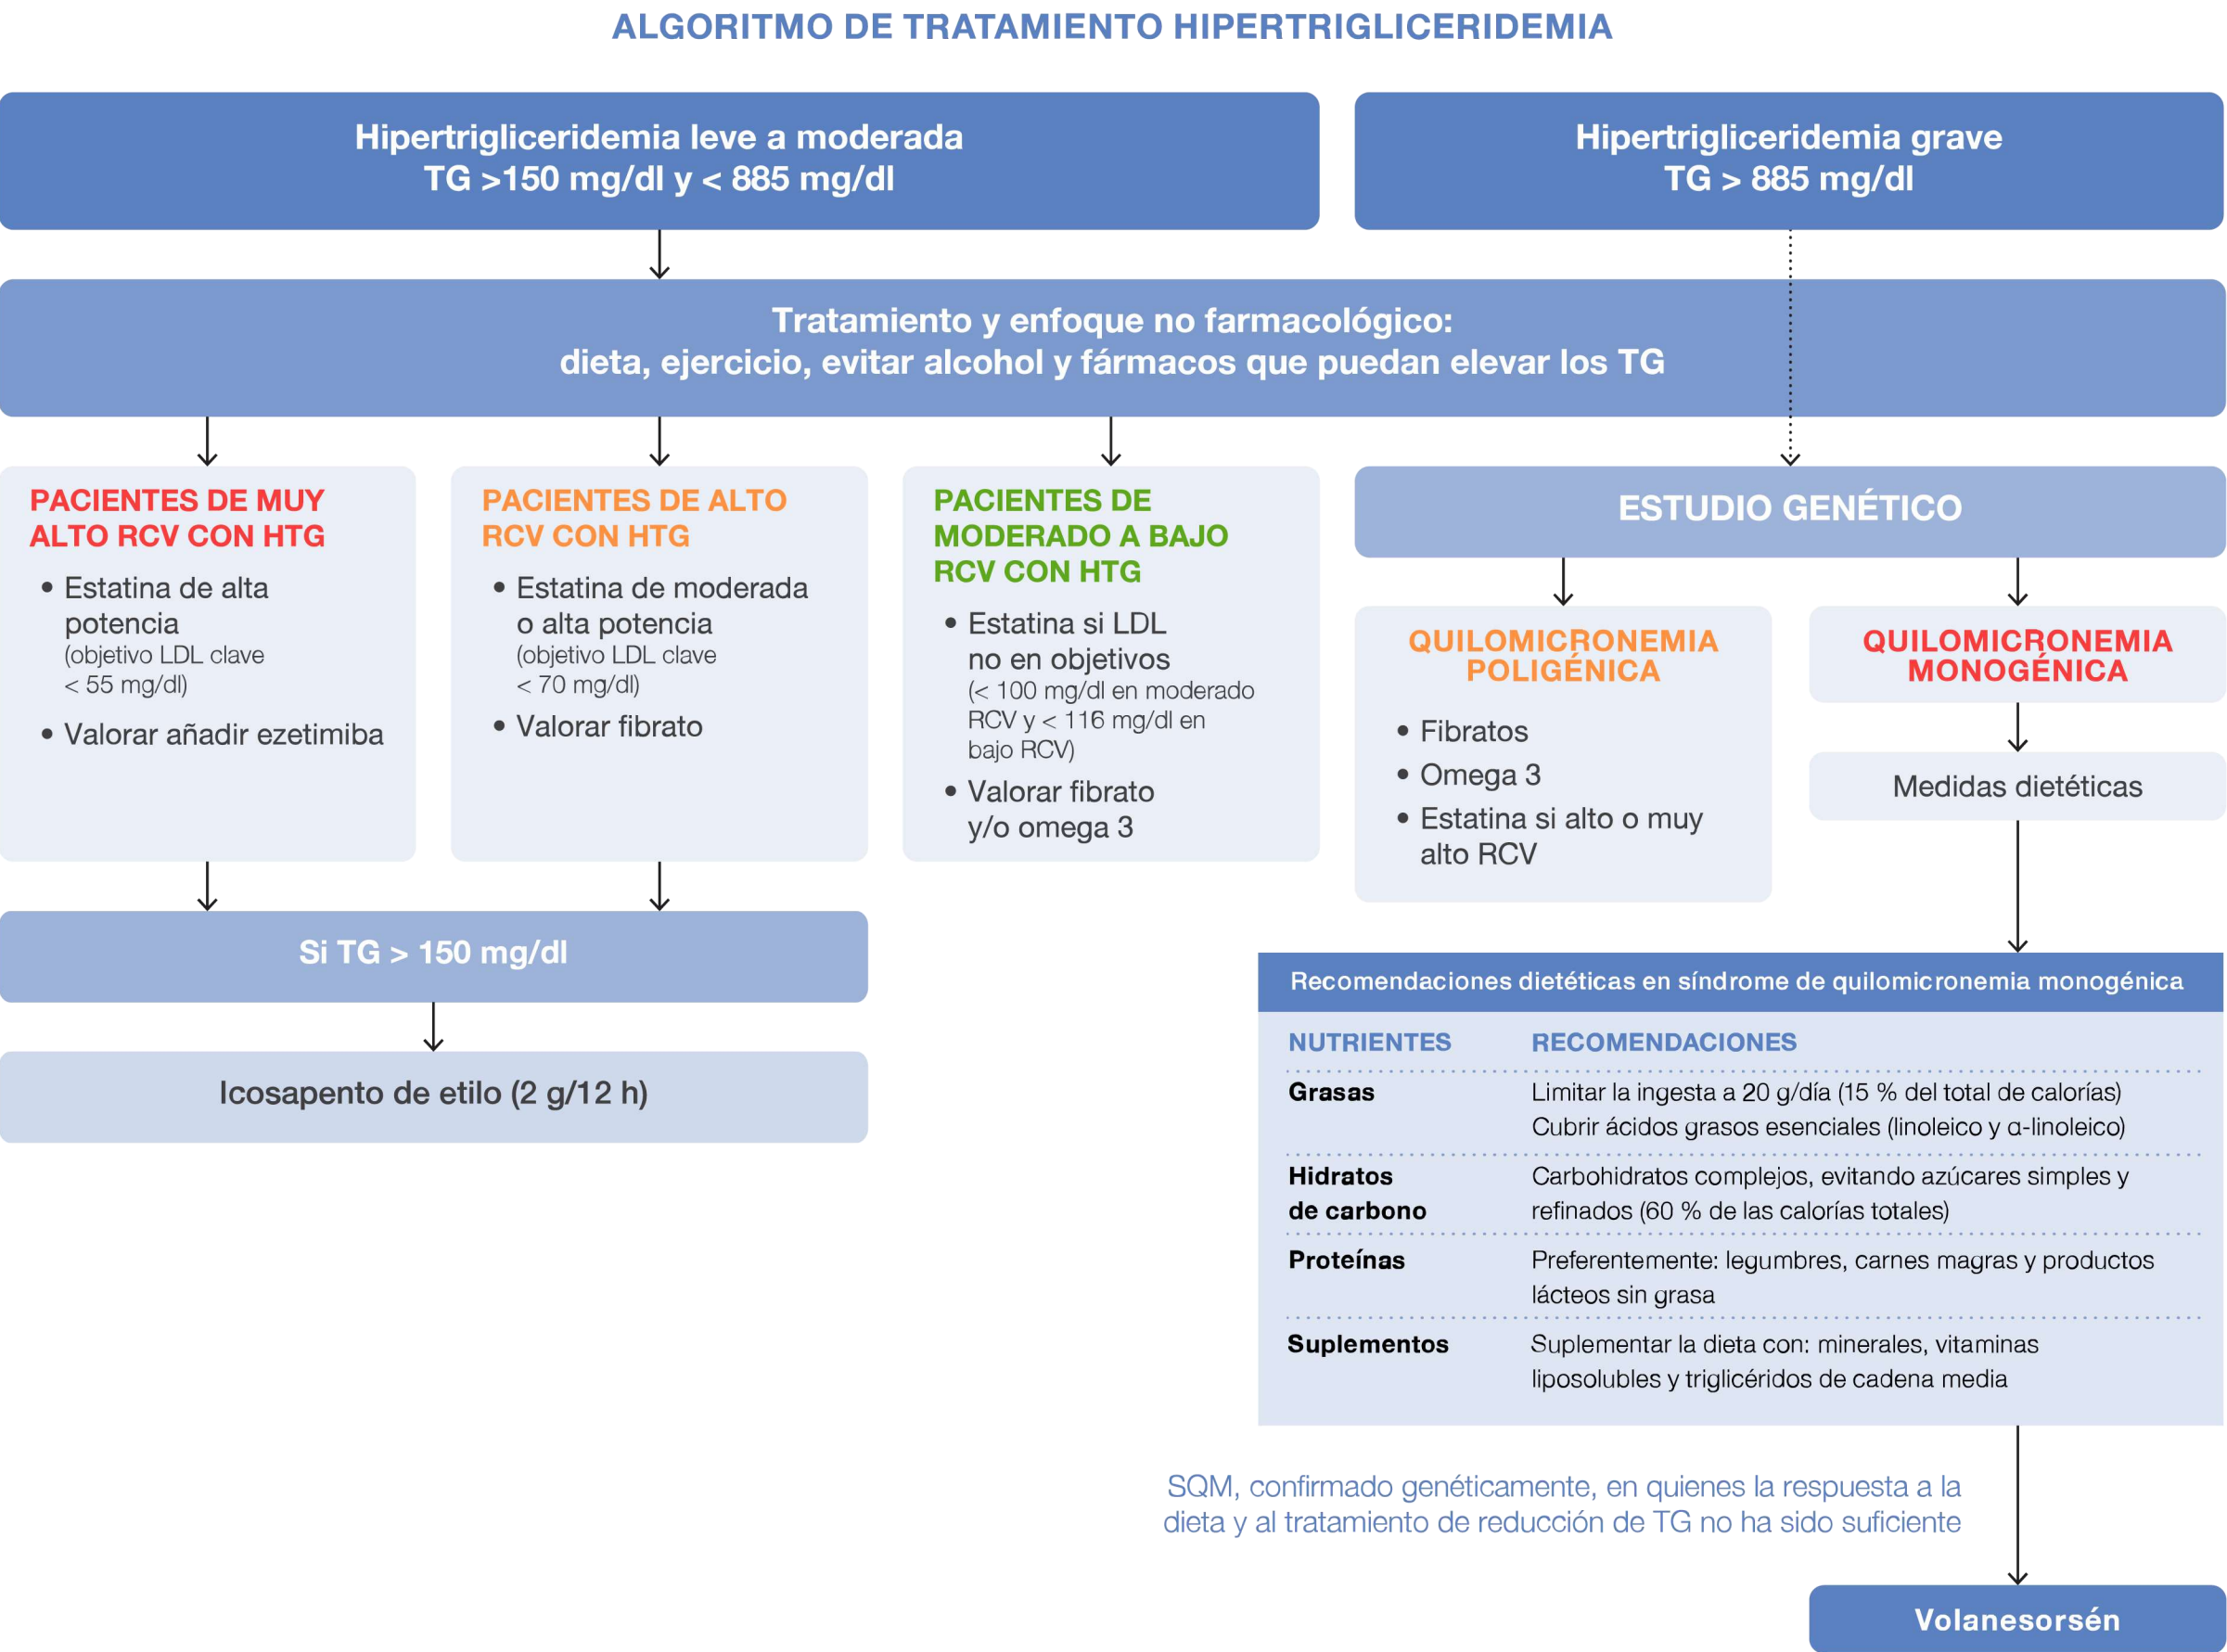 ALGORITMO DE TRATAMIENTO HIPERTRIGLICERIDEMIA
Hipertrigliceridemia leve a moderada
TG >150 mg/dl y < 885 mg/dl
Hipertrigliceridemia grave
TG > 885 mg/dl
Tratamiento y enfoque no farmacológico:
dieta, ejercicio, evitar alcohol y fármacos que puedan elevar los TG
PACIENTES DE MUY
ALTO RCV CON HTG
• Estatina de alta
potencia
(objetivo LDL clave
< 55 mg/dl)
• Valorar añadir ezetimiba
PACIENTES DE ALTO
RCV CON HTG
• Estatina de moderada
o alta potencia
(objetivo LDL clave
< 70 mg/dl)
• Valorar fibrato
PACIENTES DE
MODERADO A BAJO
RCV CON HTG
• Estatina si LDL
no en objetivos
(< 100 mg/dl en moderado
RCV y < 116 mg/dl en
bajo RCV)
• Valorar fibrato
y/o omega 3
ESTUDIO GENÉTICO
QUILOMICRONEMIA
POLIGÉNICA
• Fibratos
• Omega 3
• Estatina si alto o muy
alto RCV
QUILOMICRONEMIA
MONOGÉNICA
Medidas dietéticas
Si TG > 150 mg/dl
Icosapento de etilo (2 g/12 h)
Recomendaciones dietéticas en síndrome de quilomicronemia monogénica
NUTRIENTES RECOMENDACIONES
Grasas Limitar la ingesta a 20 g/día (15 % del total de calorías)
Cubrir ácidos grasos esenciales (linoleico y α-linoleico)
Hidratos Carbohidratos complejos, evitando azúcares simples y
de carbono refinados (60 % de las calorías totales)
Proteínas Preferentemente: legumbres, carnes magras y productos
lácteos sin grasa
Suplementos Suplementar la dieta con: minerales, vitaminas
liposolubles y triglicéridos de cadena media
SQM, confirmado genéticamente, en quienes la respuesta a la
dieta y al tratamiento de reducción de TG no ha sido suficiente
Volanesorsén